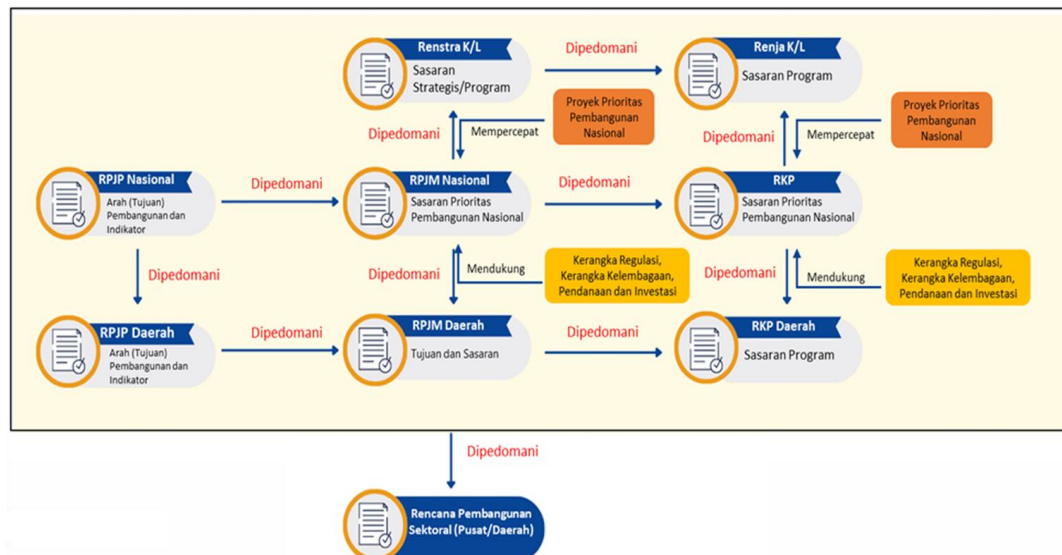 Renstra K/L
Sasaran
Strategis/Program
Dipedomani
Renja K/L
Sasaran Program
Proyek Prioritas
Pembangunan
Nasional
Proyek Prioritas
Pembangunan
Nasional
Dipedomani
Mempercepat
Dipedomani
Mempercepat
RPJP Nasional
Arah (Tujuan)
Pembangunan dan
Indikator
Dipedomani
RPJM Nasional
Sasaran Prioritas
Pembangunan Nasional
Dipedomani
RKP
Sasaran Prioritas
Pembangunan Nasional
Dipedomani
Dipedomani
Mendukung
Kerangka Regulasi,
Kerangka Kelembagaan,
Pendanaan dan Investasi
Dipedomani
Mendukung
Kerangka Regulasi,
Kerangka Kelembagaan,
Pendanaan dan Investasi
RPJP Daerah
Arah (Tujuan)
Pembangunan dan
Indikator
Dipedomani
RPJM Daerah
Tujuan dan Sasaran
Dipedomani
RKP Daerah
Sasaran Program
Dipedomani
Rencana Pembangunan
Sektoral (Pusat/Daerah)